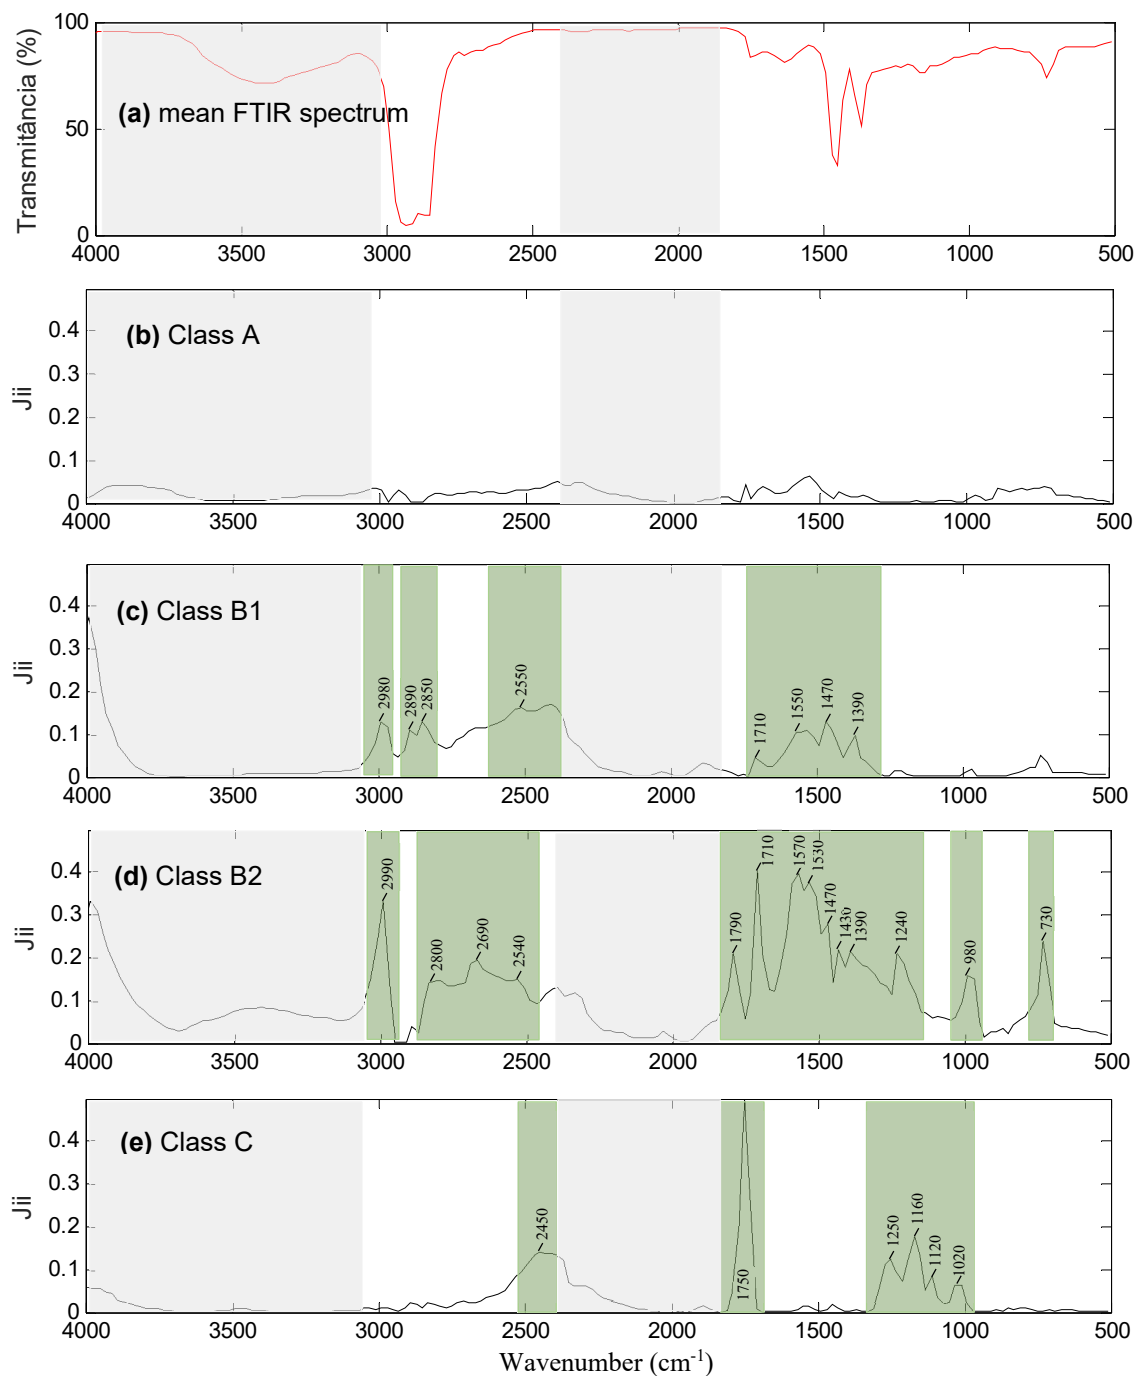 100
50
0
Transmitância (%)
(a) mean FTIR spectrum
4000 3500 3000 2500 2000 1500 1000 500
0.4
0.3
0.2
0.1
0
Jii
(b) Class A
4000 3500 3000 2500 2000 1500 1000 500
0.4
0.3
0.2
0.1
0
Jii
(c) Class B1
2980 2890 2850 2550 1710 1550 1470 1390
4000 3500 3000 2500 2000 1500 1000 500
0.4
0.3
0.2
0.1
0
Jii
(d) Class B2
2990 2800 2690 2540 1790 1710 1570 1530 1470 1430 1390 1240 980 730
4000 3500 3000 2500 2000 1500 1000 500
0.4
0.3
0.2
0.1
0
Jii
(e) Class C
2450 1750 1250 1160 1120 1020
4000 3500 3000 2500 2000 1500 1000 500
Wavenumber (cm⁻¹)